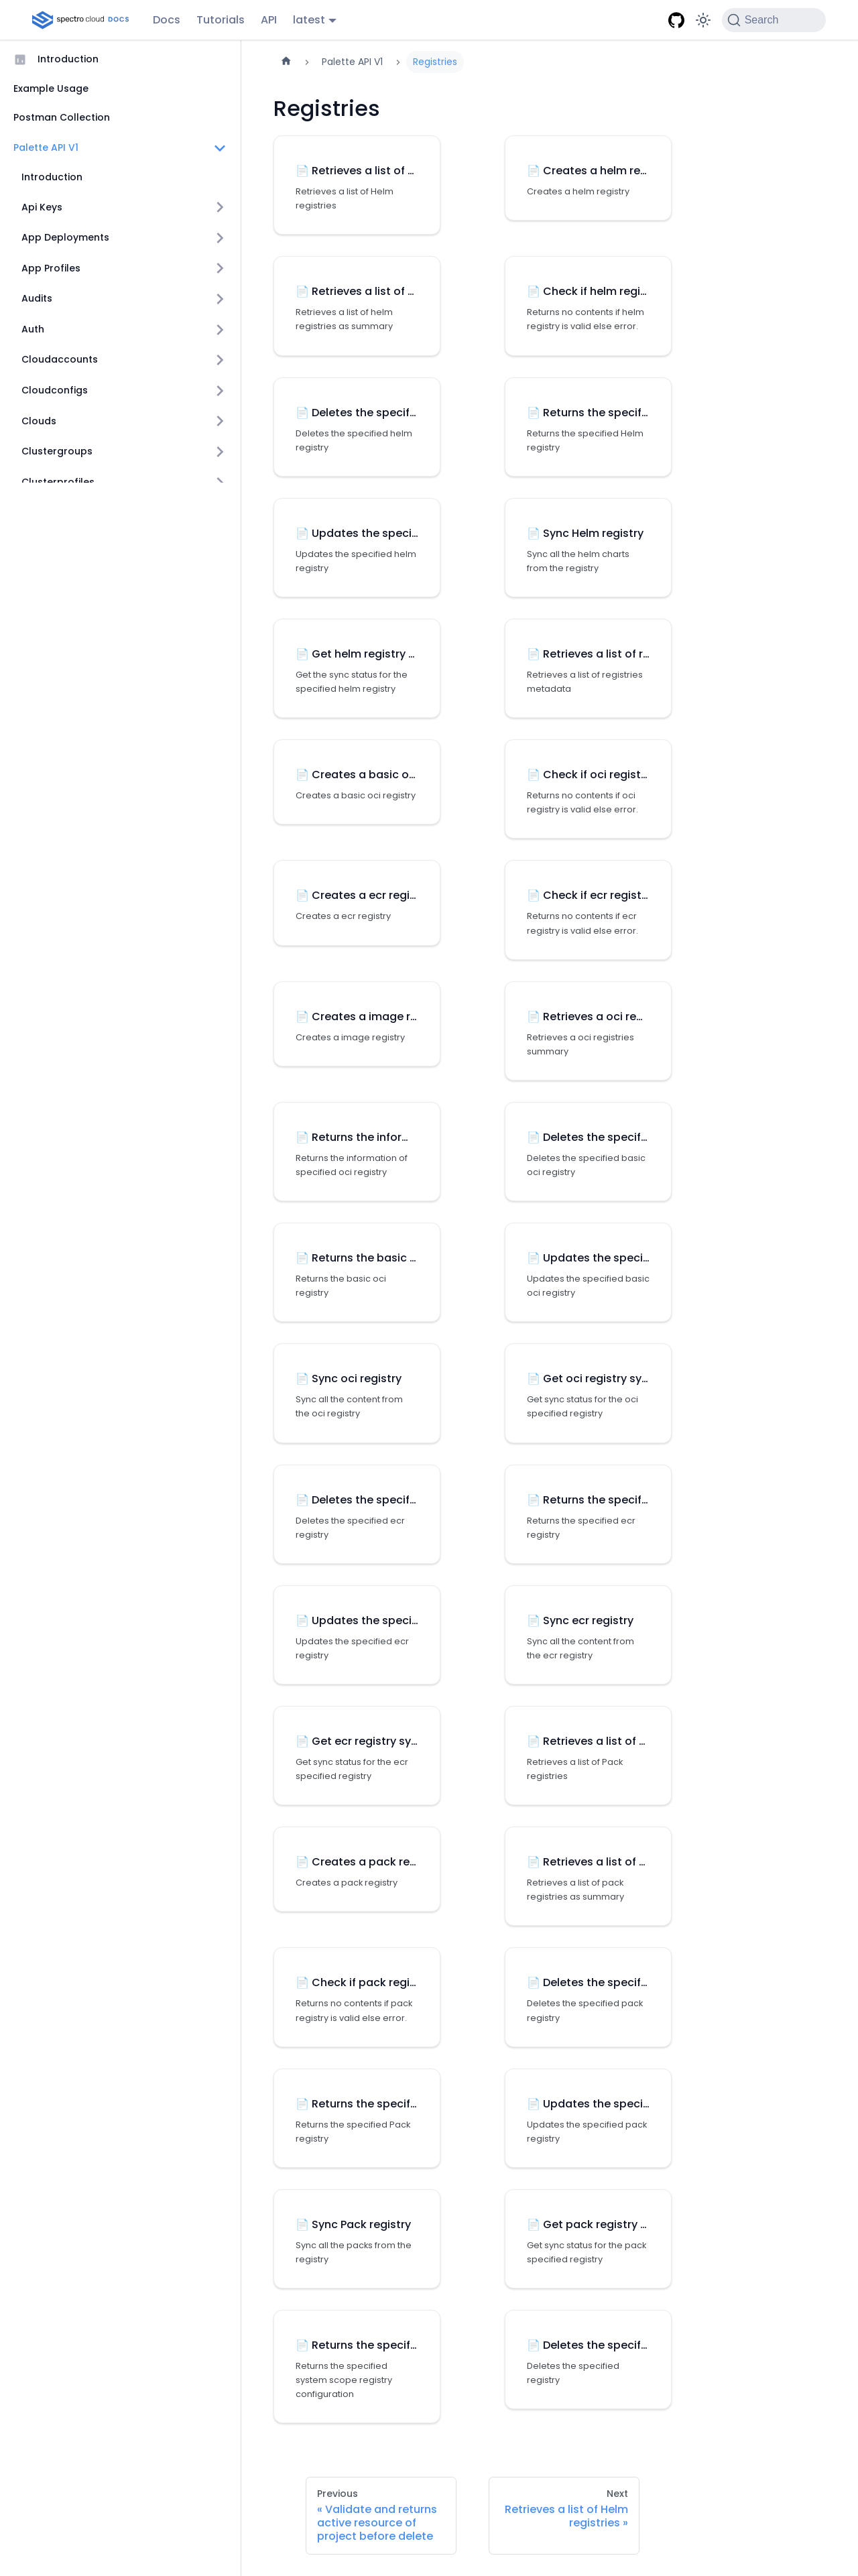 spectro cloud DOCS Docs Tutorials API latest Search
Introduction
Example Usage
Postman Collection
Palette API V1
Introduction
Api Keys
App Deployments
App Profiles
Audits
Auth
Cloudaccounts
Cloudconfigs
Clouds
Clustergroups
Clusterprofiles
Palette API V1
Registries
Registries
Retrieves a list of ...
Retrieves a list of Helm
registries
Creates a helm re...
Creates a helm registry
Retrieves a list of ...
Retrieves a list of helm
registries as summary
Check if helm regi...
Returns no contents if helm
registry is valid else error.
Deletes the specif...
Deletes the specified helm
registry
Returns the specif...
Returns the specified Helm
registry
Updates the speci...
Updates the specified helm
registry
Sync Helm registry
Sync all the helm charts
from the registry
Get helm registry ...
Get the sync status for the
specified helm registry
Retrieves a list of r...
Retrieves a list of registries
metadata
Creates a basic o...
Creates a basic oci registry
Check if oci regist...
Returns no contents if oci
registry is valid else error.
Creates a ecr regi...
Creates a ecr registry
Check if ecr regist...
Returns no contents if ecr
registry is valid else error.
Creates a image r...
Creates a image registry
Retrieves a oci re...
Retrieves a oci registries
summary
Returns the infor...
Returns the information of
specified oci registry
Deletes the specif...
Deletes the specified basic
oci registry
Returns the basic ...
Returns the basic oci
registry
Updates the speci...
Updates the specified basic
oci registry
Sync oci registry
Sync all the content from
the oci registry
Get oci registry sy...
Get sync status for the oci
specified registry
Deletes the specif...
Deletes the specified ecr
registry
Returns the specif...
Returns the specified ecr
registry
Updates the speci...
Updates the specified ecr
registry
Sync ecr registry
Sync all the content from
the ecr registry
Get ecr registry sy...
Get sync status for the ecr
specified registry
Retrieves a list of ...
Retrieves a list of Pack
registries
Creates a pack re...
Creates a pack registry
Retrieves a list of ...
Retrieves a list of pack
registries as summary
Check if pack regi...
Returns no contents if pack
registry is valid else error.
Deletes the specif...
Deletes the specified pack
registry
Returns the specif...
Returns the specified Pack
registry
Updates the speci...
Updates the specified pack
registry
Sync Pack registry
Sync all the packs from the
registry
Get pack registry ...
Get sync status for the pack
specified registry
Returns the specif...
Returns the specified
system scope registry
configuration
Deletes the specif...
Deletes the specified
registry
Previous
« Validate and returns
active resource of
project before delete
Next
Retrieves a list of Helm
registries »